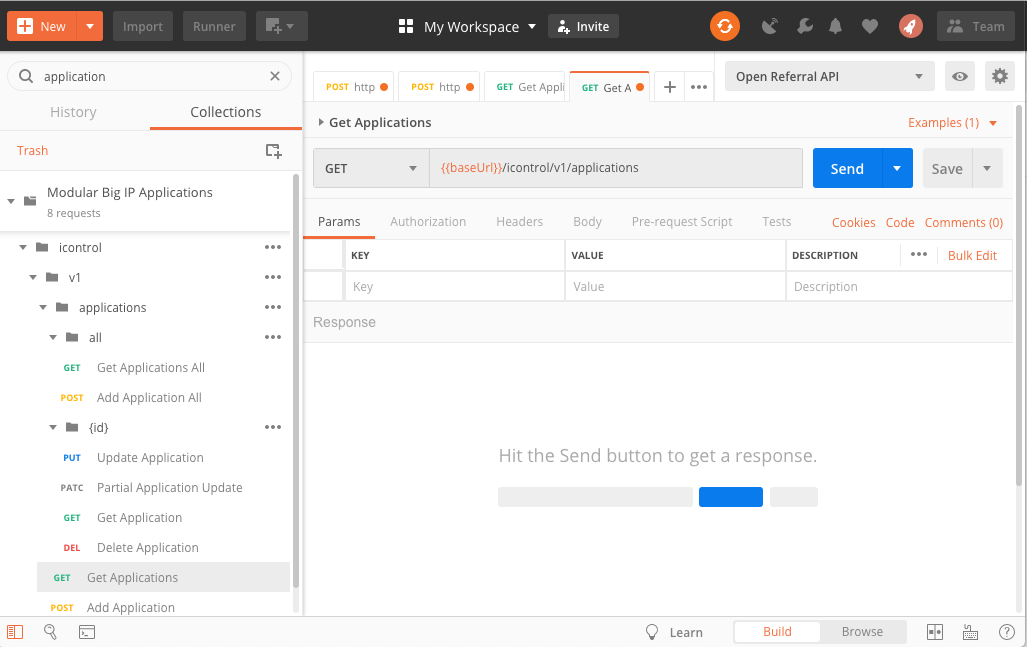 New Import Runner My Workspace Invite Team
application
History Collections
Trash
Modular Big IP Applications
8 requests
icontrol
v1
applications
all
GET Get Applications All
POST Add Application All
{id}
PUT Update Application
PATC Partial Application Update
GET Get Application
DEL Delete Application
GET Get Applications
POST Add Application
POST http POST http GET Get Appli GET Get A
Open Referral API
Get Applications Examples (1)
GET {{baseUrl}}/icontrol/v1/applications Send Save
Params Authorization Headers Body Pre-request Script Tests Cookies Code Comments (0)
KEY VALUE DESCRIPTION Bulk Edit
Key Value Description
Response
Hit the Send button to get a response.
Learn Build Browse